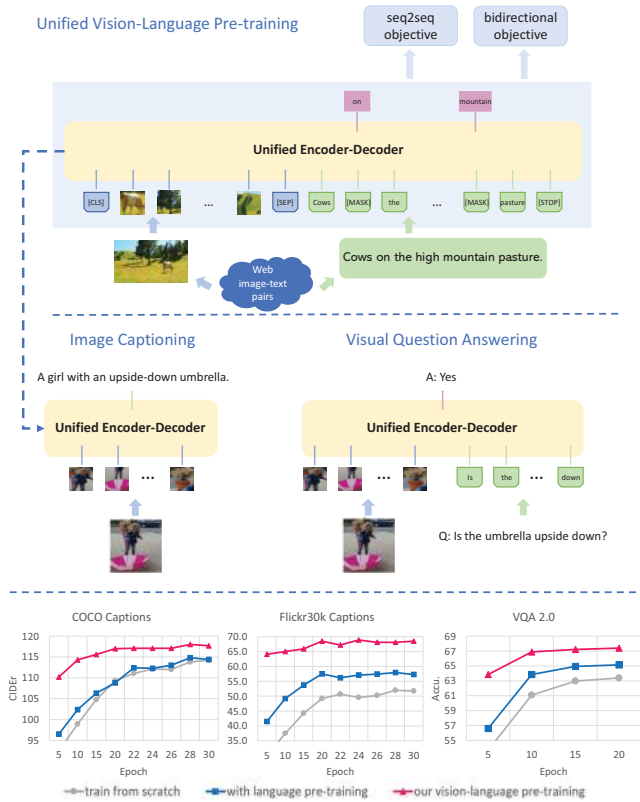 Unified Vision-Language Pre-training
seq2seq
objective
bidirectional
objective
on
mountain
Unified Encoder-Decoder
[CLS]
...
[SEP]
Cows
[MASK]
the
...
[MASK]
pasture
[STOP]
Web
image-text
pairs
Cows on the high mountain pasture.
Image Captioning
Visual Question Answering
A girl with an upside-down umbrella.
A: Yes
Unified Encoder-Decoder
Unified Encoder-Decoder
...
...
Is
the
...
down
Q: Is the umbrella upside down?
COCO Captions
Flickr30k Captions
VQA 2.0
CIDEr
120
115
110
105
100
95
5 10 15 20 22 24 26 28 30
Epoch
70.0
65.0
60.0
55.0
50.0
45.0
40.0
35.0
5 10 15 20 22 24 26 28 30
Epoch
Accu.
69
67
65
63
61
59
57
55
5 10 15 20
Epoch
train from scratch
with language pre-training
our vision-language pre-training